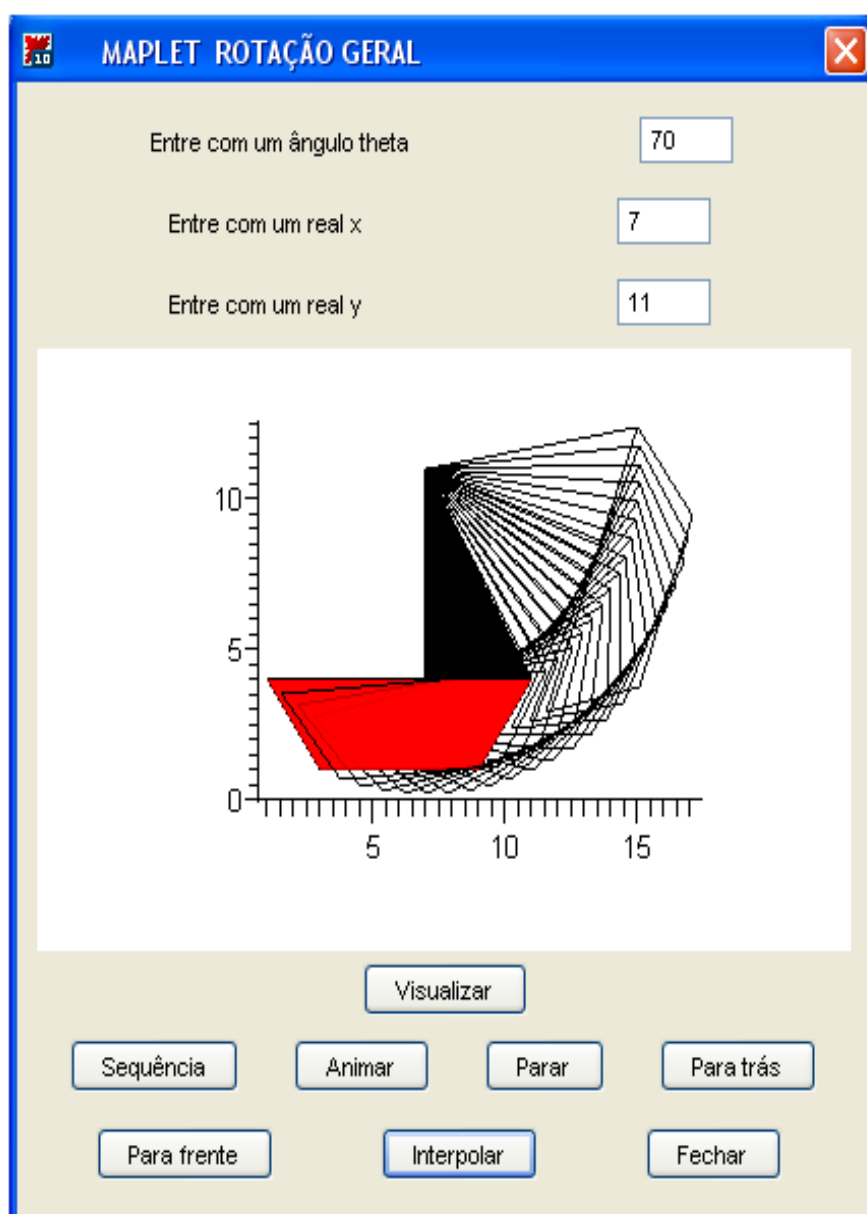 10 MAPLET ROTAÇÃO GERAL
Entre com um ângulo theta 70
Entre com um real x 7
Entre com um real y 11
10
5
0
5 10 15
Visualizar
Sequência Animar Parar Para trás
Para frente Interpolar Fechar